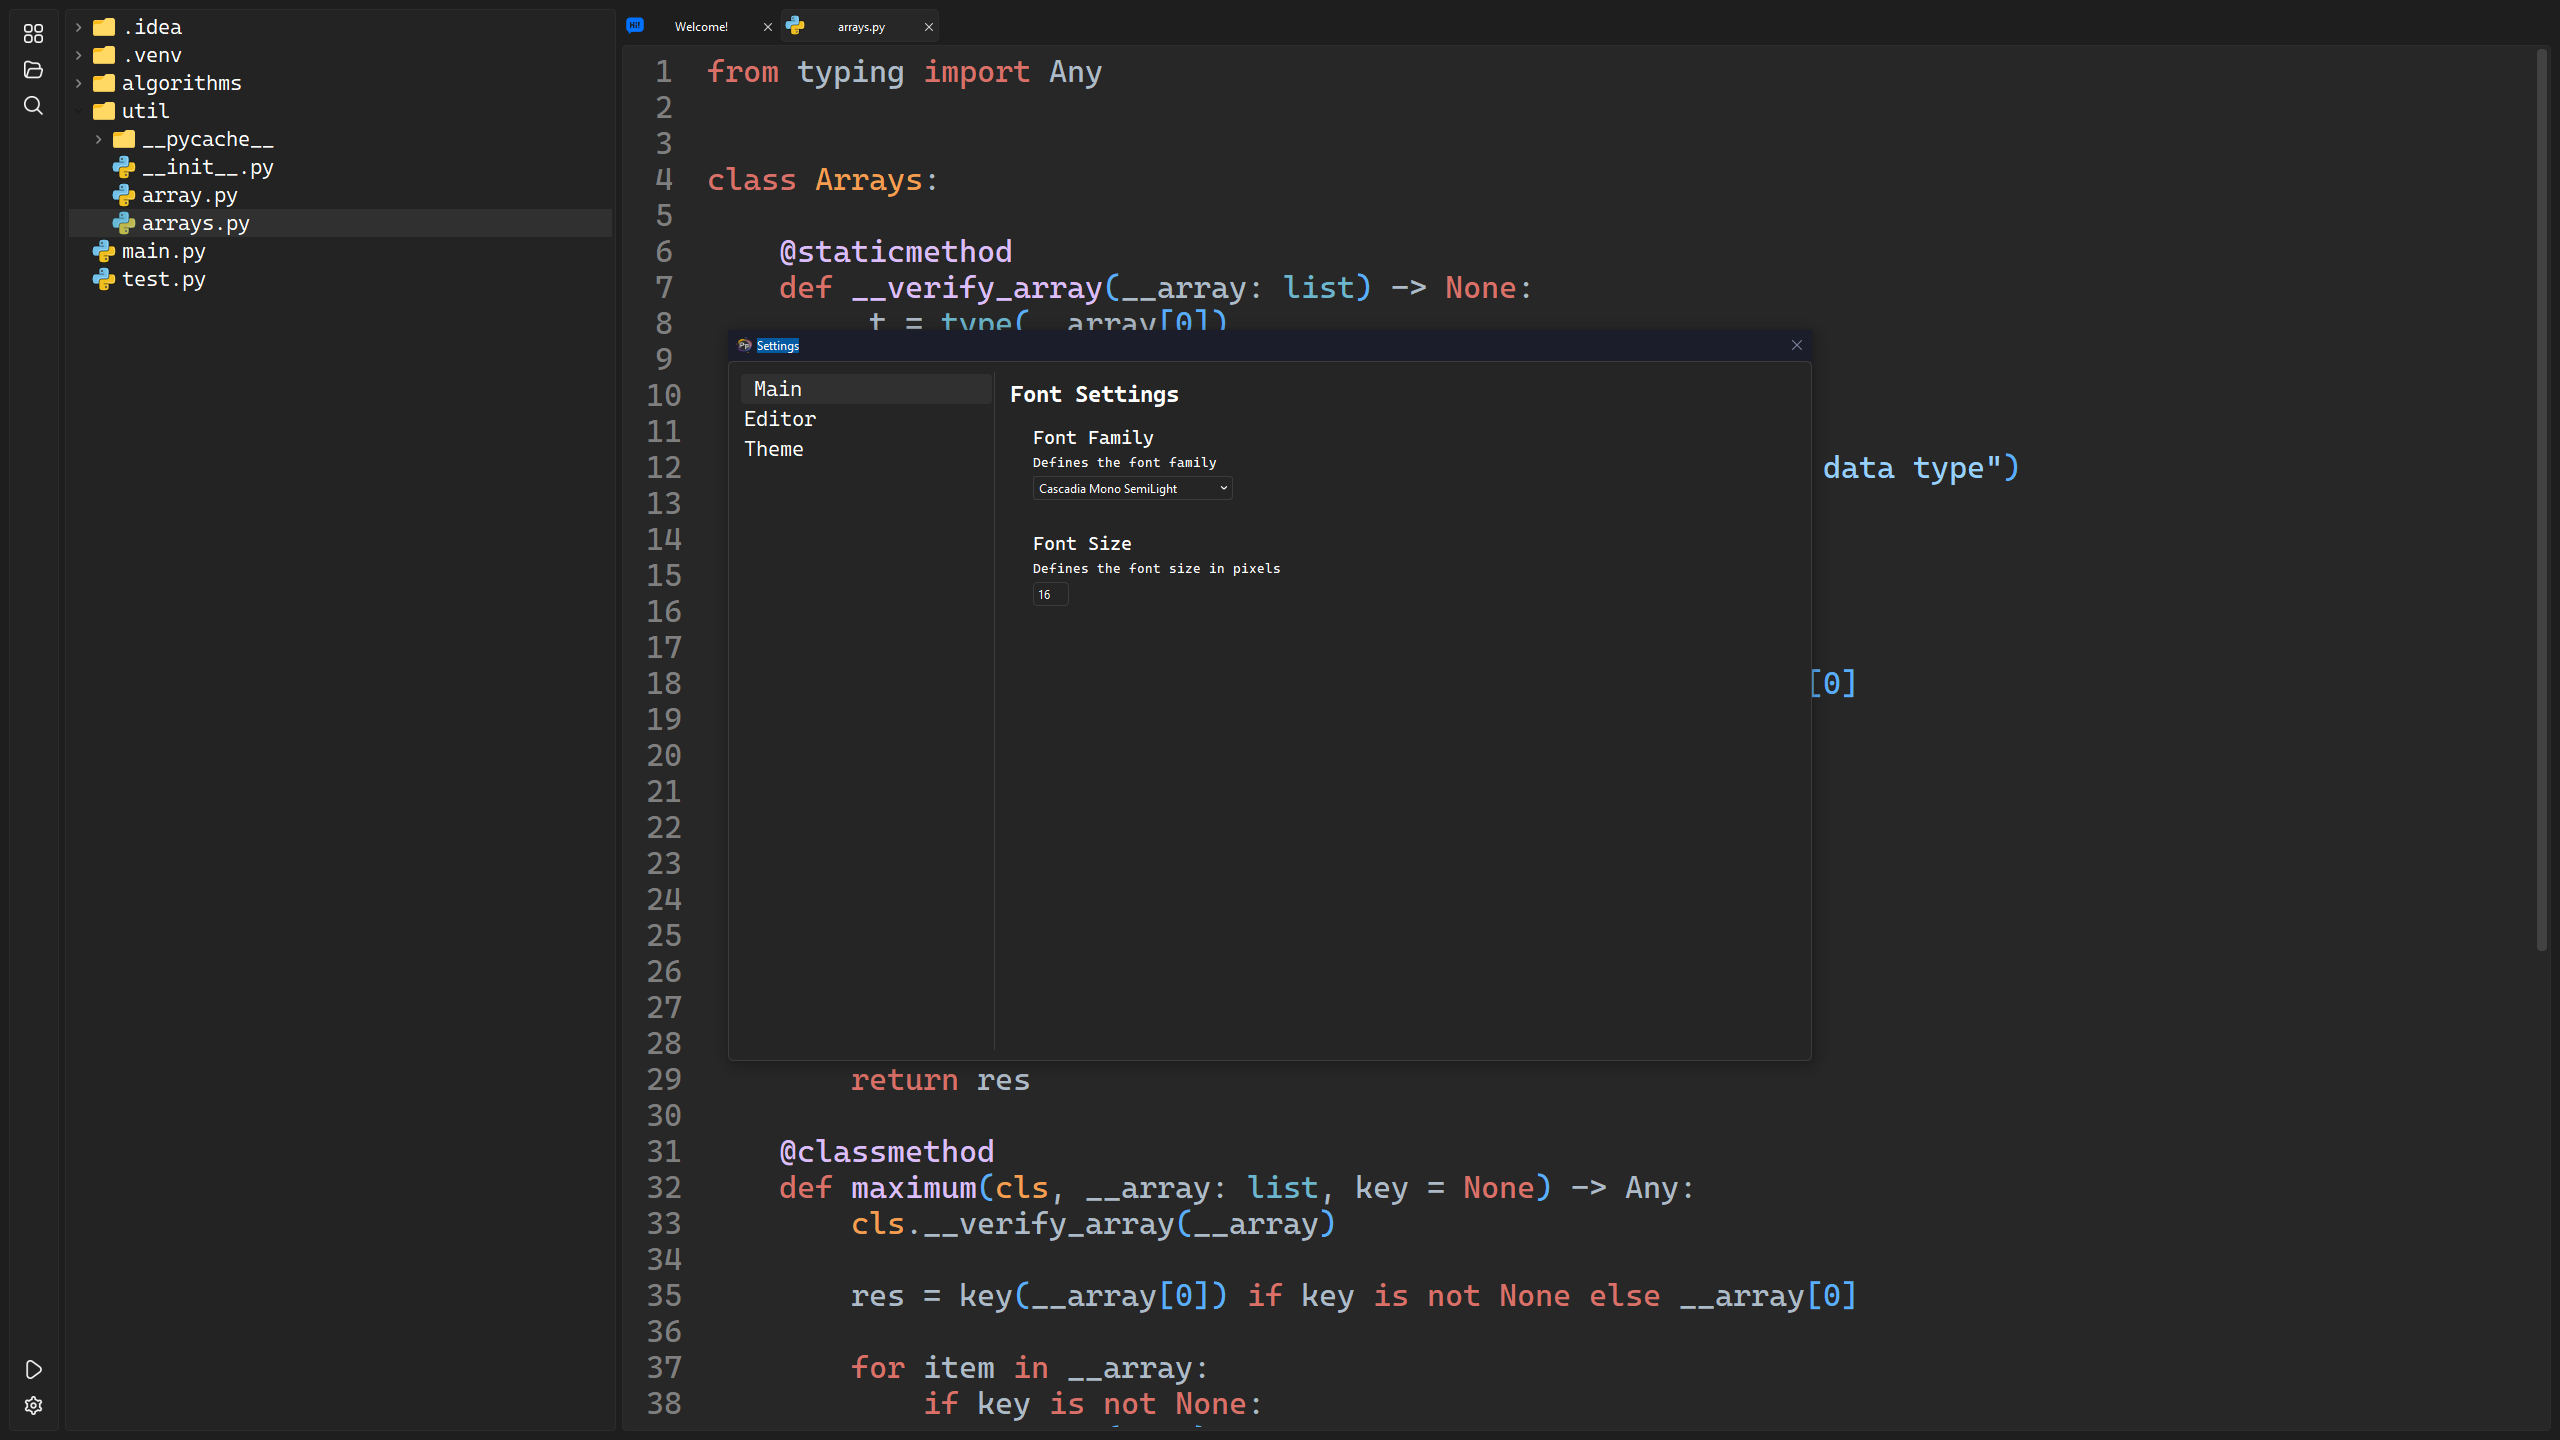 .idea
.venv
algorithms
util
__pycache__
__init__.py
array.py
arrays.py
main.py
test.py
Hi! Welcome! arrays.py
1 from typing import Any
2
3
4 class Arrays:
5
6 @staticmethod
7 def __verify_array(__array: list) -> None:
8 _t = type(__array[0])
9
10
11
12 data type")
13
14
15
16
17
18 [0]
19
20
21
22
23
24
25
26
27
28
29 return res
30
31 @classmethod
32 def maximum(cls, __array: list, key = None) -> Any:
33 cls.__verify_array(__array)
34
35 res = key(__array[0]) if key is not None else __array[0]
36
37 for item in __array:
38 if key is not None:
Settings
Main
Editor
Theme
Font Settings
Font Family
Defines the font family
Cascadia Mono SemiLight
Font Size
Defines the font size in pixels
16